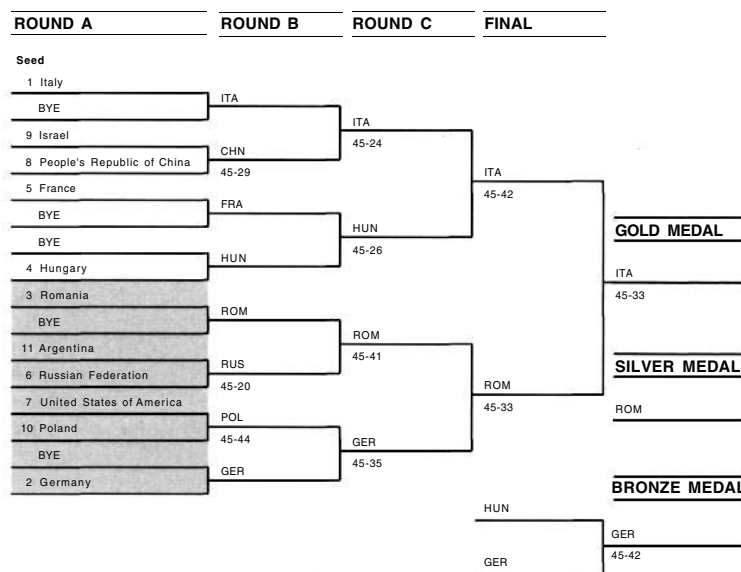 ROUND A ROUND B ROUND C FINAL
Seed
1 Italy
ITA
BYE
ITA
9 Israel
45-24
CHN
8 People's Republic of China
45-29
ITA
5 France
45-42
FRA
BYE
GOLD MEDAL
HUN
BYE
45-26
HUN
4 Hungary
ITA
3 Romania
45-33
ROM
BYE
ROM
11 Argentina
45-41
RUS
SILVER MEDAL
6 Russian Federation
45-20
ROM
7 United States of America
45-33
ROM
POL
10 Poland
45-44
GER
BYE
45-35
GER
2 Germany
BRONZE MEDAL
HUN
GER
45-42
GER